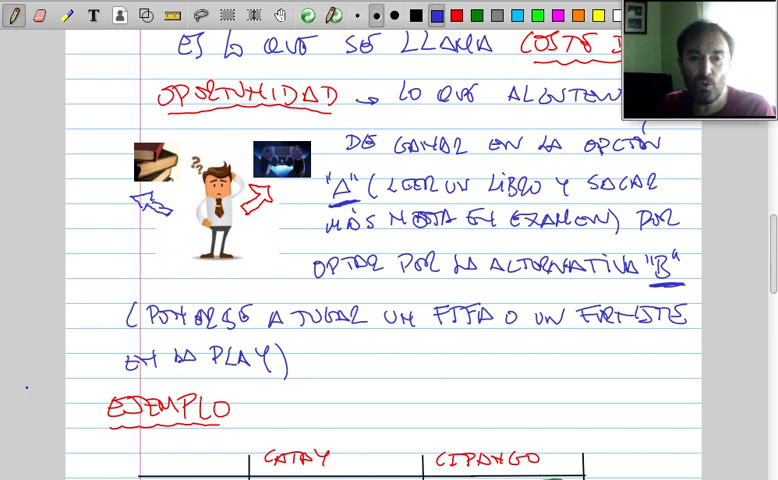 ES LO QUE SE LLAMA COSTE D
OPORTUNIDAD → LO QUE ALGUIEN
DE GANAR EN LA OPCIÓN
"A" (LEER UN LIBRO Y SACAR
MÁS NOTA EN EXAMEN) POR
OPTAR POR LA ALTERNATIVA "B"
(PONERSE A JUGAR UN FIFA O UN FORNITE
EN LA PLAY)
EJEMPLO
CATAY CIPANGO